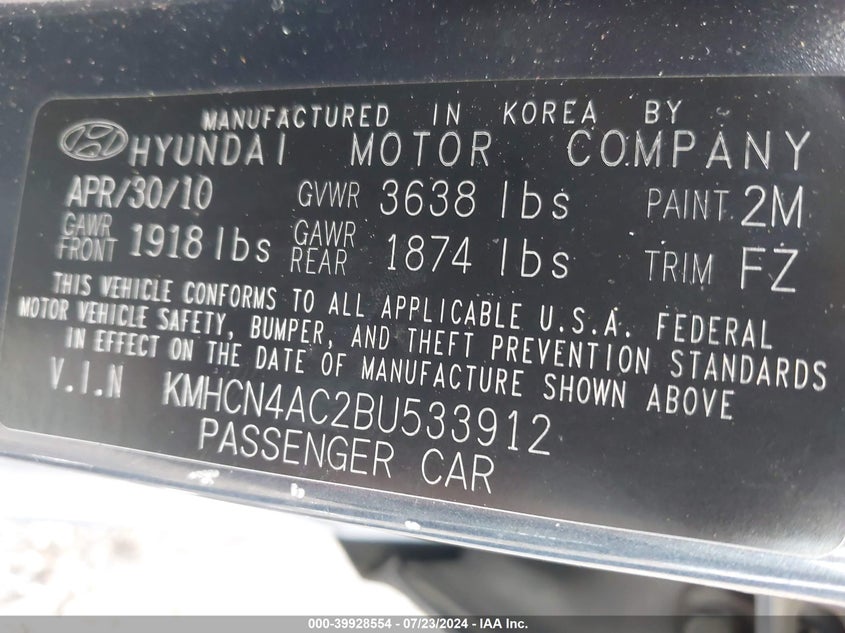 MANUFACTURED IN KOREA BY
HYUNDAI MOTOR COMPANY
APR/30/10 GVWR 3638 lbs PAINT 2M
GAWR FRONT 1918 lbs GAWR REAR 1874 lbs TRIM FZ
THIS VEHICLE CONFORMS TO ALL APPLICABLE U.S.A. FEDERAL
MOTOR VEHICLE SAFETY, BUMPER, AND THEFT PREVENTION STANDARDS
IN EFFECT ON THE DATE OF MANUFACTURE SHOWN ABOVE
V.I.N KMHCN4AC2BU533912
PASSENGER CAR
000-39928554 - 07/23/2024 - IAA Inc.